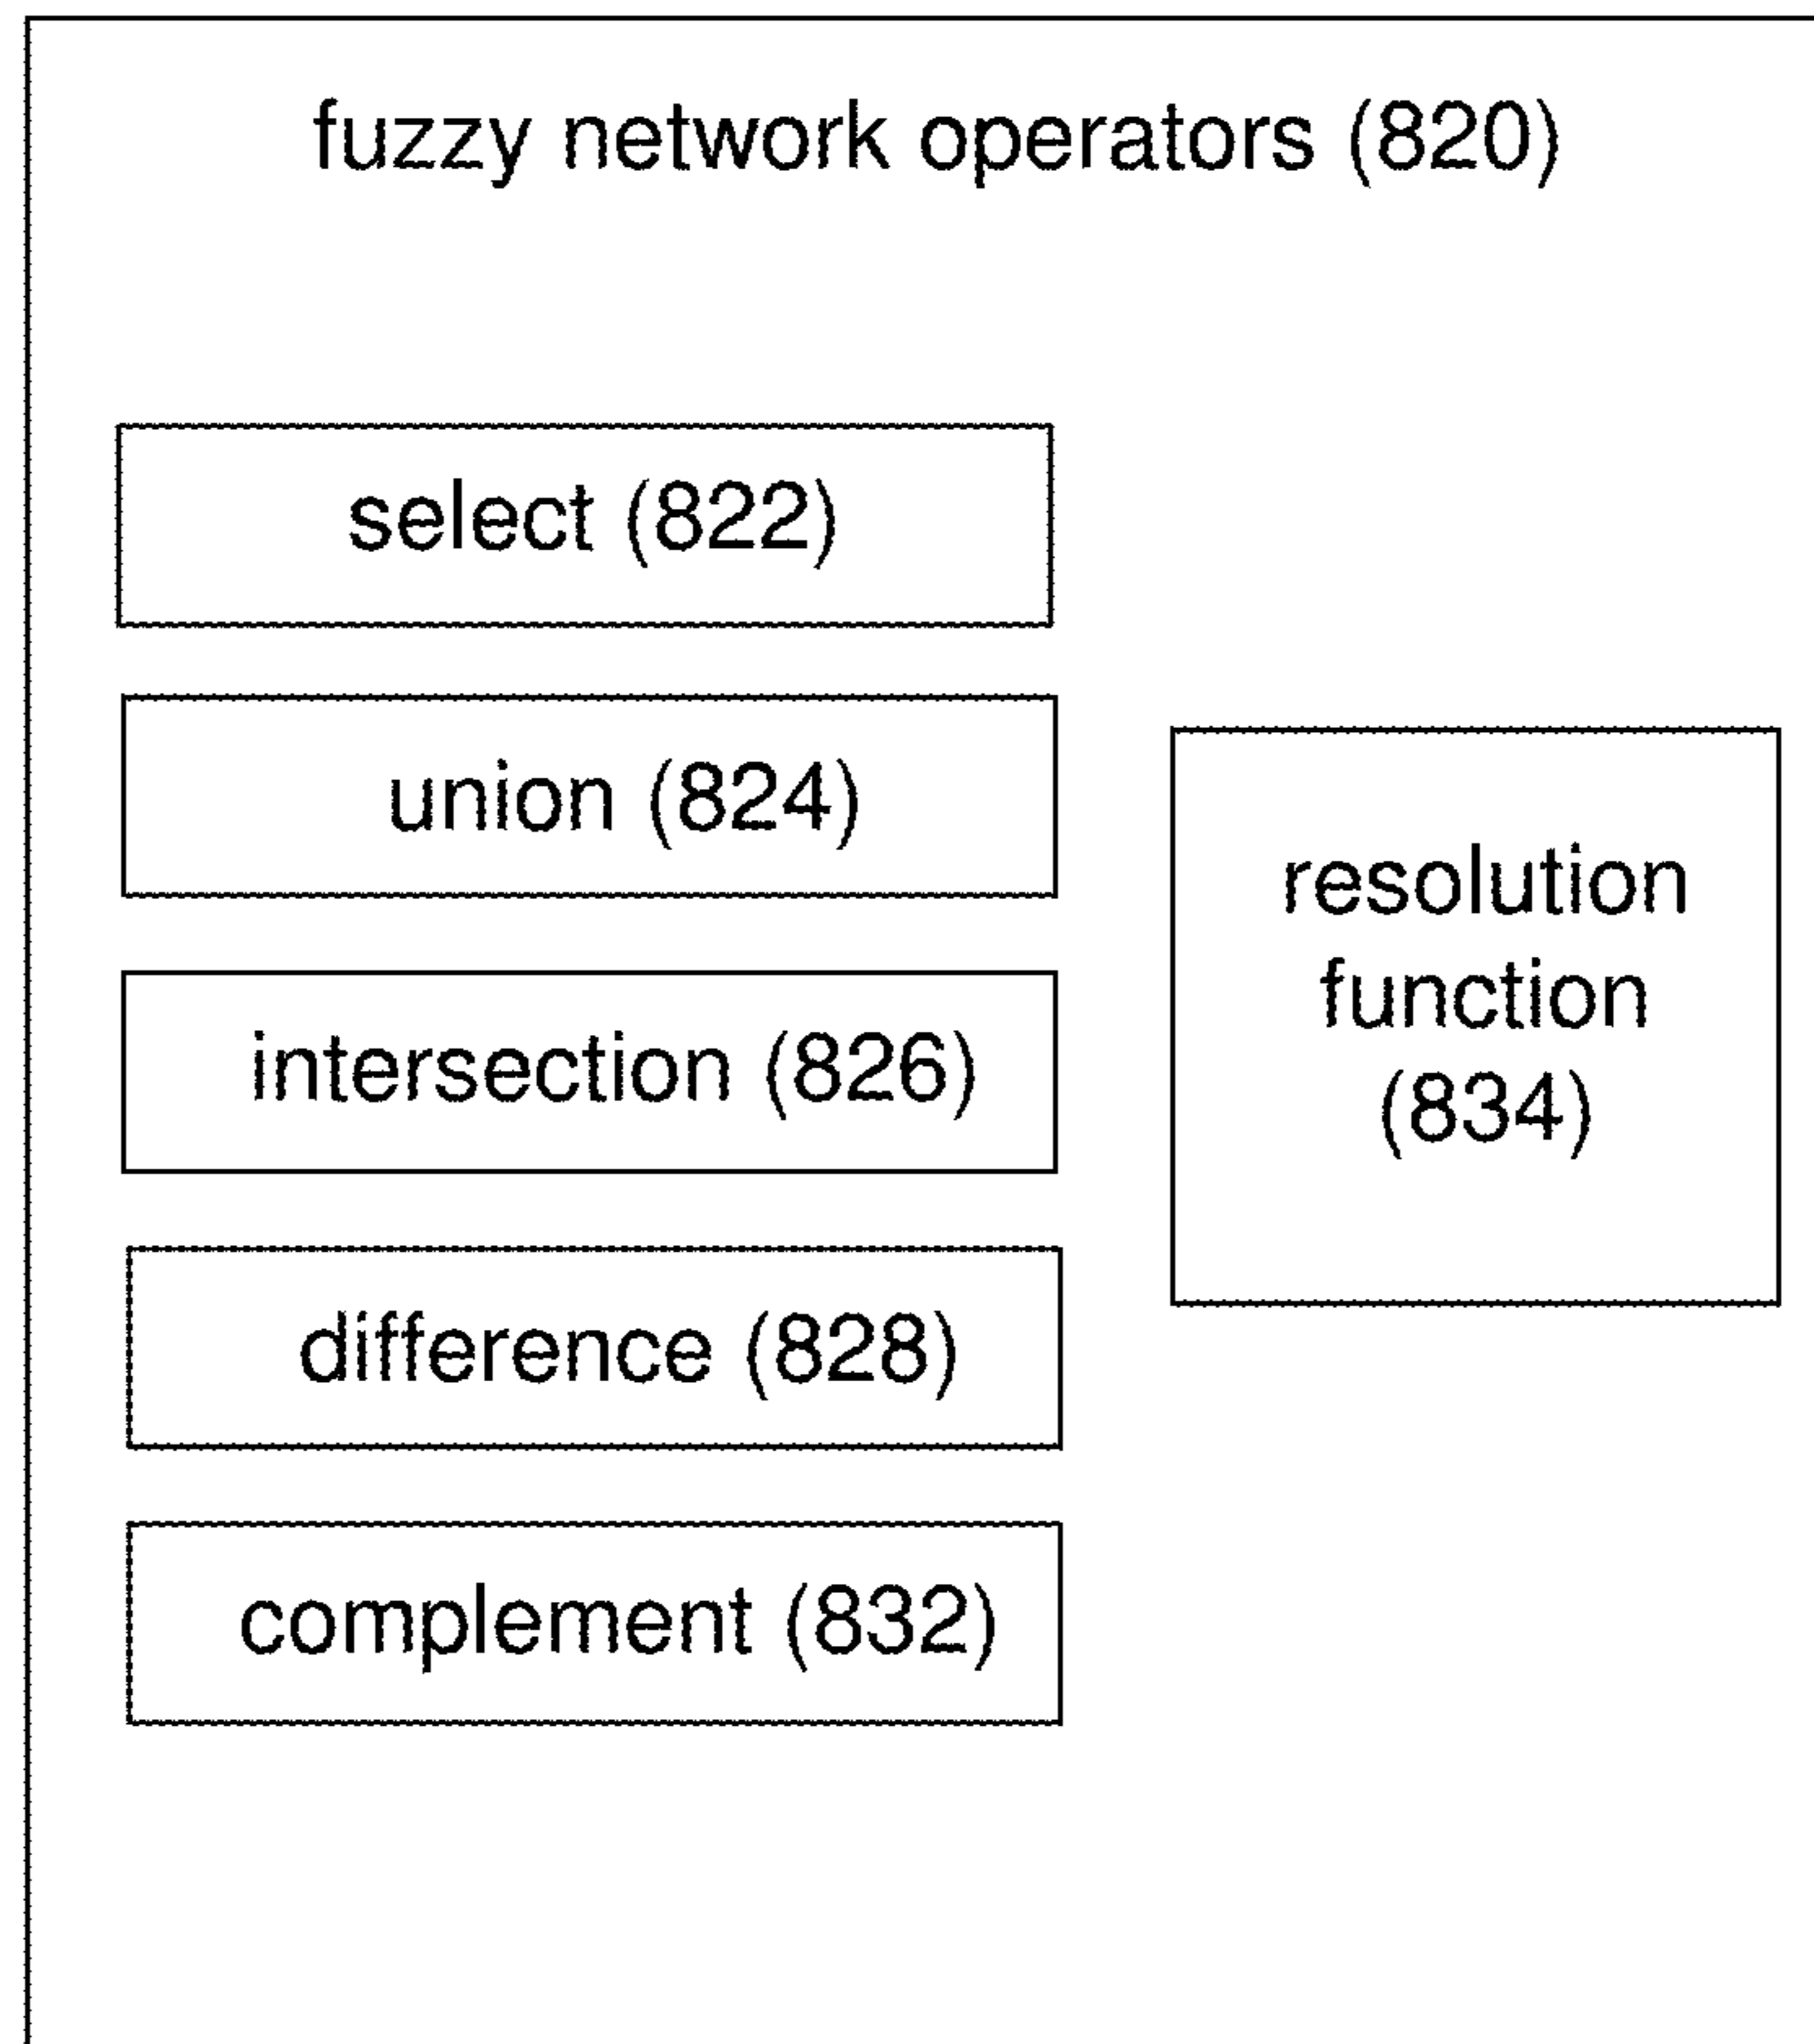 fuzzy network operators (820)
select (822)
union (824)
intersection (826)
difference (828)
complement (832)
resolution
function
(834)